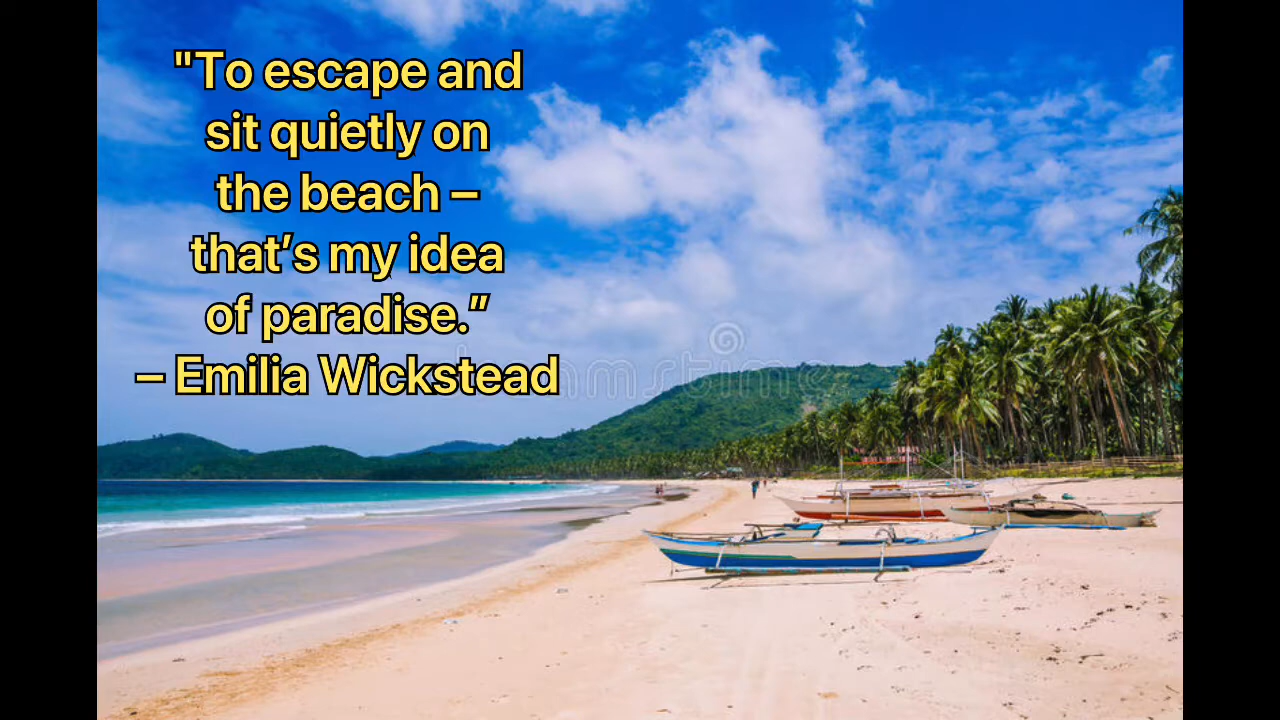 "To escape and
sit quietly on
the beach –
that’s my idea
of paradise.”
– Emilia Wickstead